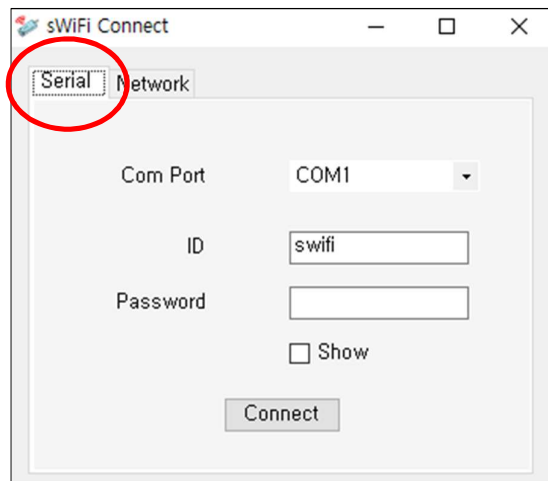 sWiFi Connect
Serial Network
Com Port COM1
ID swifi
Password
Show
Connect